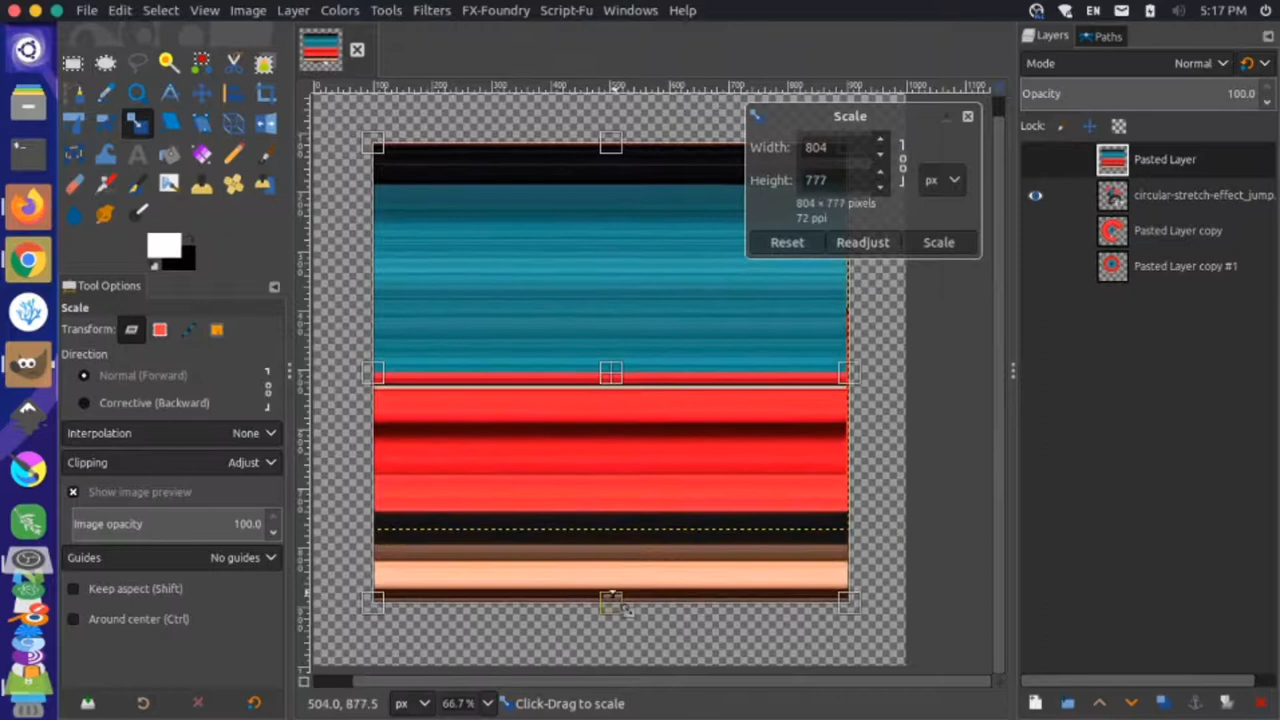 File Edit Select View Image Layer Colors Tools Filters FX-Foundry Script-Fu Windows Help
EN 5:17 PM
Layers Paths
Mode Normal
Opacity 100.0
Lock:
Pasted Layer
circular-stretch-effect_jump
Pasted Layer copy
Pasted Layer copy #1
Scale
Width: 804
Height: 777
px
804 × 777 pixels
72 ppi
Reset Readjust Scale
Tool Options
Scale
Transform:
Direction
Normal (Forward)
Corrective (Backward)
Interpolation None
Clipping Adjust
Show image preview
Image opacity 100.0
Guides No guides
Keep aspect (Shift)
Around center (Ctrl)
504.0, 877.5 px 66.7% Click-Drag to scale